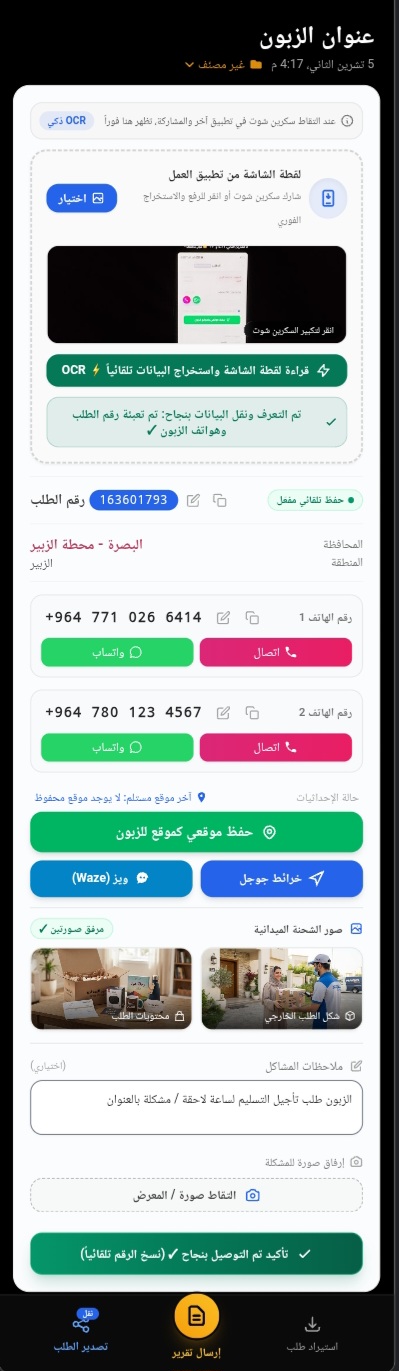 عنوان الزبون
5 تشرين الثاني، 4:17 م غير مصنف
عند التقاط سكرين شوت في تطبيق آخر والمشاركة، تظهر هنا فوراً OCR ذكي
لقطة الشاشة من تطبيق العمل
شارك سكرين شوت أو انقر للرفع والاستخراج
الفوري
اختيار
انقر لتكبير السكرين شوت
قراءة لقطة الشاشة واستخراج البيانات تلقائياً ⚡ OCR
تم التعرف ونقل البيانات بنجاح: تم تعبئة رقم الطلب
وهواتف الزبون ✓
حفظ تلقائي مفعل
163601793 رقم الطلب
المحافظة
البصرة - محطة الزبير
المنطقة
الزبير
رقم الهاتف 1
+964 771 026 6414
اتصال
واتساب
رقم الهاتف 2
+964 780 123 4567
اتصال
واتساب
حالة الإحداثيات
آخر موقع مستلم: لا يوجد موقع محفوظ
حفظ موقعي كموقع للزبون
خرائط جوجل
ويز (Waze)
صور الشحنة الميدانية
مرفق صورتين ✓
شكل الطلب الخارجي
محتويات الطلب
ملاحظات المشاكل
(اختياري)
الزبون طلب تأجيل التسليم لساعة لاحقة / مشكلة بالعنوان
إرفاق صورة للمشكلة
التقاط صورة / المعرض
تأكيد تم التوصيل بنجاح ✓ (نسخ الرقم تلقائياً)
استيراد طلب
إرسال تقرير
نقل
تصدير الطلب